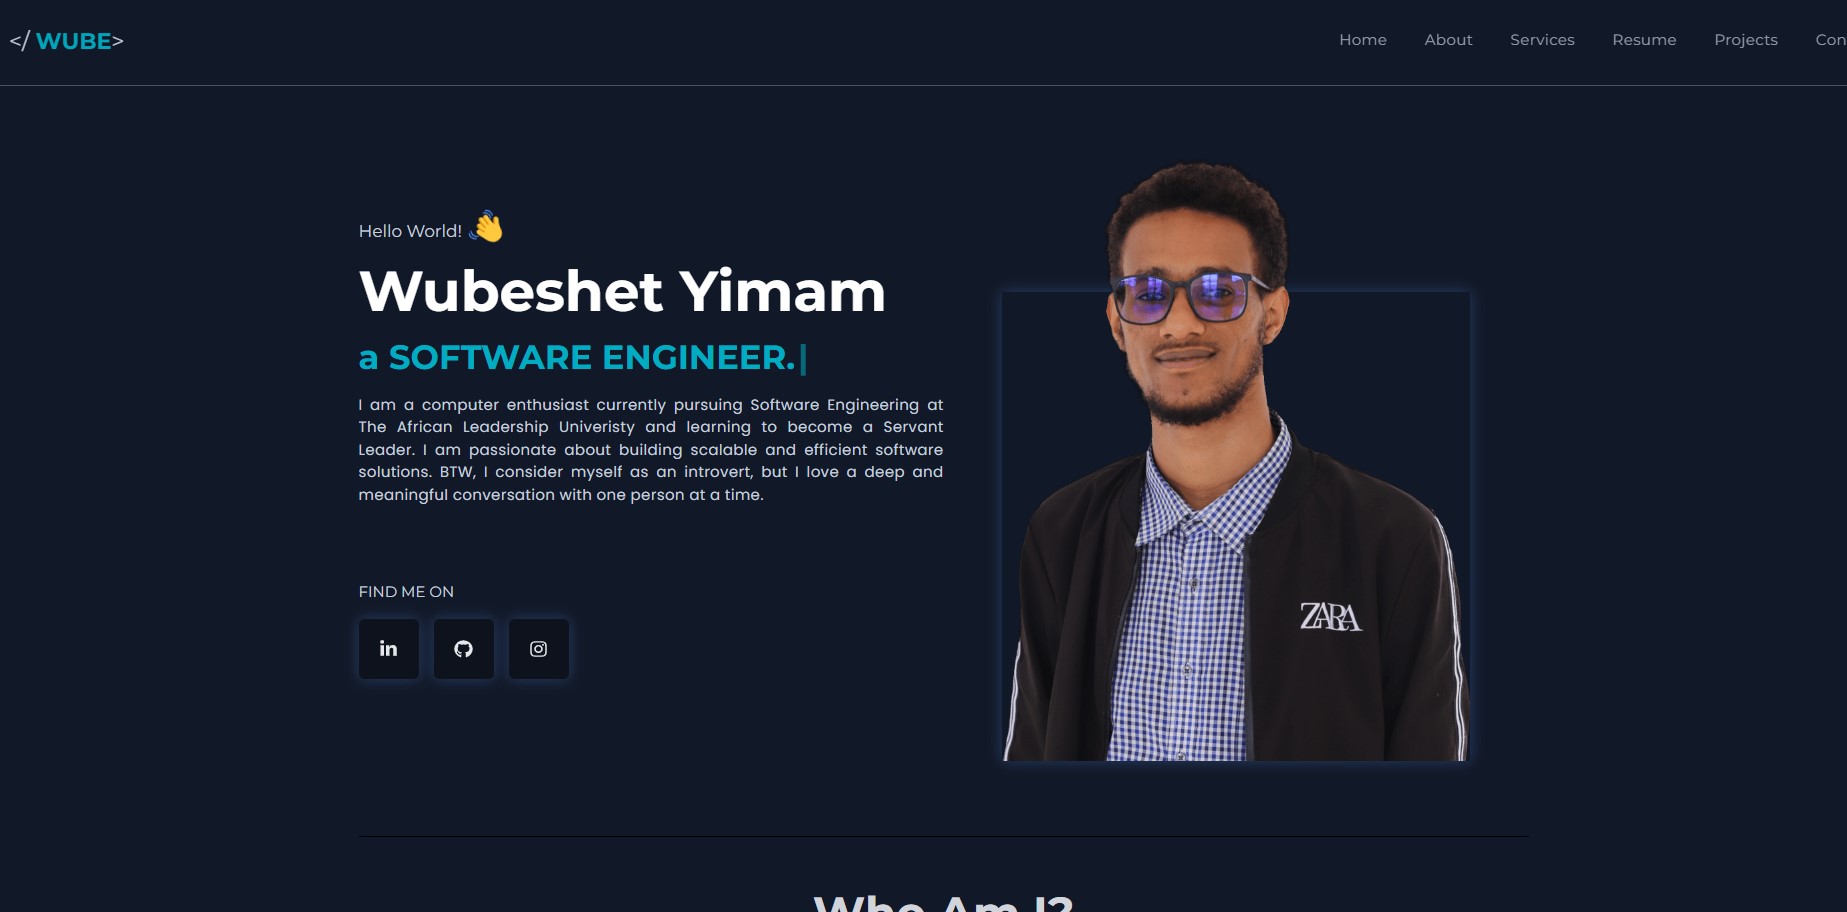 </ WUBE>
Home About Services Resume Projects Con
Hello World! 👋
Wubeshet Yimam
a SOFTWARE ENGINEER.|
I am a computer enthusiast currently pursuing Software Engineering at
The African Leadership Univeristy and learning to become a Servant
Leader. I am passionate about building scalable and efficient software
solutions. BTW, I consider myself as an introvert, but I love a deep and
meaningful conversation with one person at a time.
ZARA
FIND ME ON
in
Who Am I?